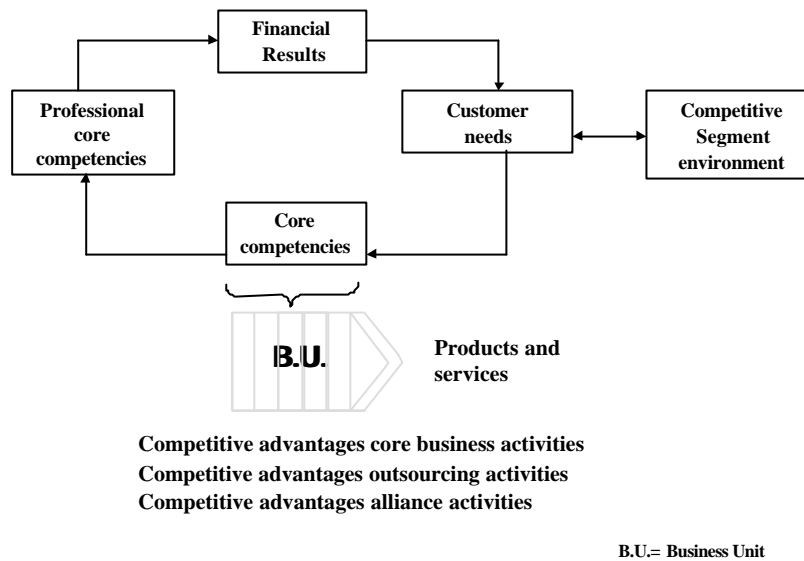 Financial
Results
Professional
core
competencies
Customer
needs
Competitive
Segment
environment
Core
competencies
B.U.
Products and
services
Competitive advantages core business activities
Competitive advantages outsourcing activities
Competitive advantages alliance activities
B.U.= Business Unit